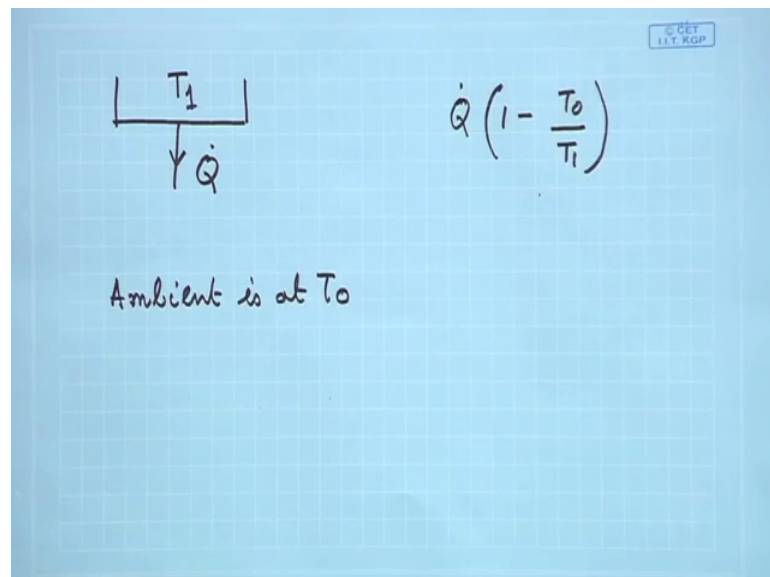 © CET
I.I.T. KGP
T1
Q̇ (1 - T0/T1)
Q̇
Ambient is at T0